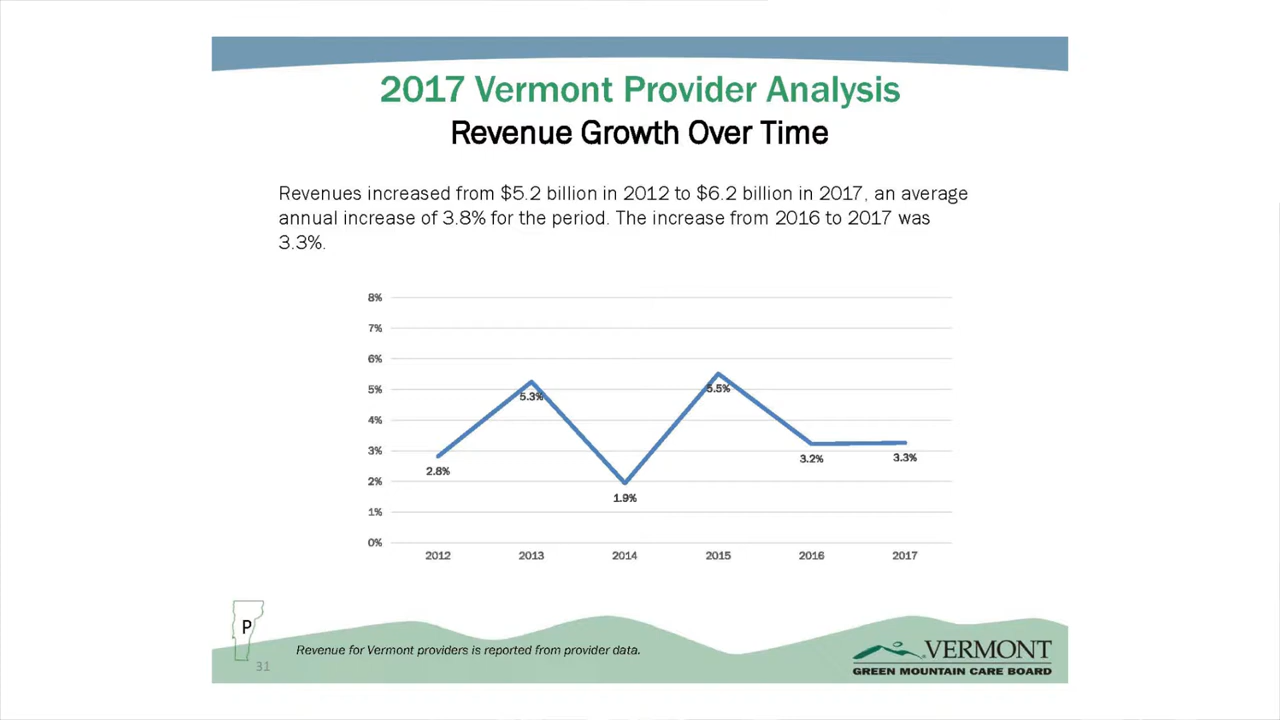 2017 Vermont Provider Analysis
Revenue Growth Over Time
Revenues increased from $5.2 billion in 2012 to $6.2 billion in 2017, an average
annual increase of 3.8% for the period. The increase from 2016 to 2017 was
3.3%.
8%
7%
6%
5%
4%
3%
2%
1%
0%
2.8%
5.3%
1.9%
5.5%
3.2%
3.3%
2012 2013 2014 2015 2016 2017
P
31
Revenue for Vermont providers is reported from provider data.
VERMONT
GREEN MOUNTAIN CARE BOARD